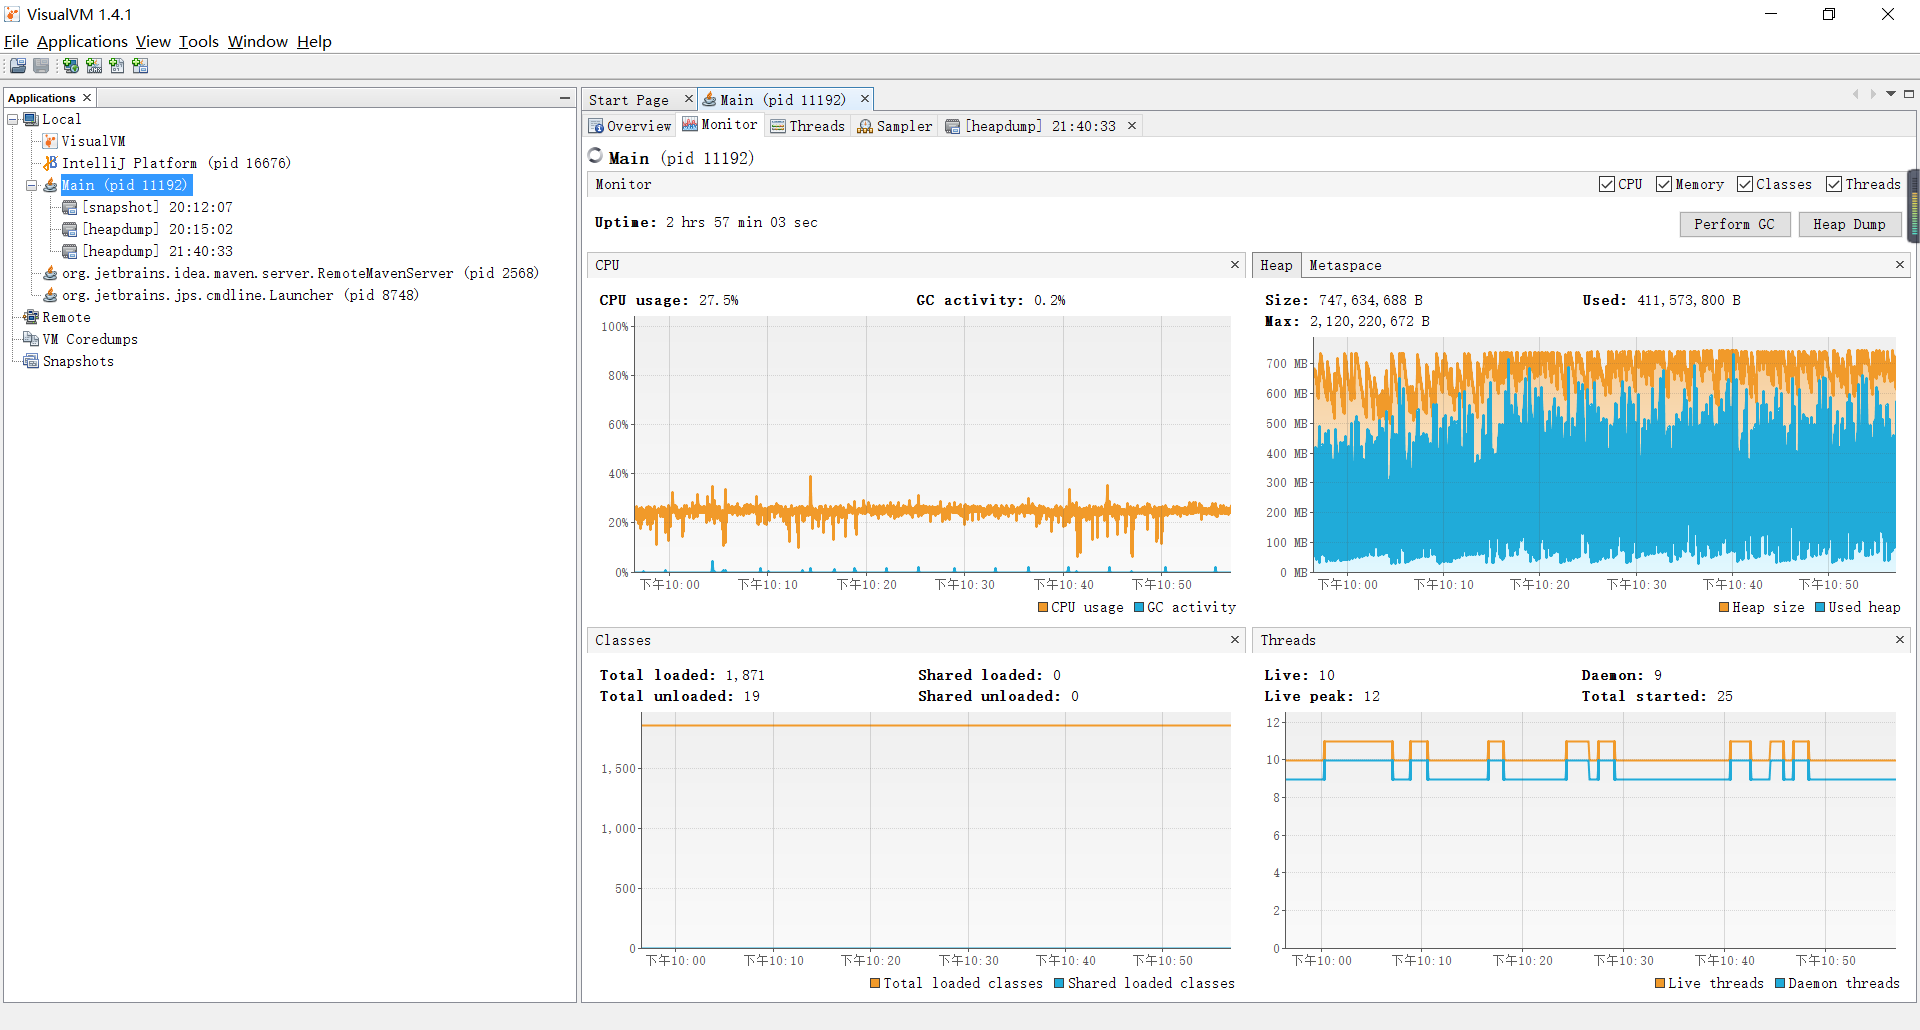 VisualVM 1.4.1
File Applications View Tools Window Help
Applications
Local
VisualVM
IntelliJ Platform (pid 16676)
Main (pid 11192)
[snapshot] 20:12:07
[heapdump] 20:15:02
[heapdump] 21:40:33
org.jetbrains.idea.maven.server.RemoteMavenServer (pid 2568)
org.jetbrains.jps.cmdline.Launcher (pid 8748)
Remote
VM Coredumps
Snapshots
Start Page Main (pid 11192)
Overview Monitor Threads Sampler [heapdump] 21:40:33
Main (pid 11192)
Monitor CPU Memory Classes Threads
Uptime: 2 hrs 57 min 03 sec Perform GC Heap Dump
CPU
CPU usage: 27.5% GC activity: 0.2%
100%
80%
60%
40%
20%
0%
下午10:00 下午10:10 下午10:20 下午10:30 下午10:40 下午10:50
CPU usage GC activity
Heap Metaspace
Size: 747,634,688 B Used: 411,573,800 B
Max: 2,120,220,672 B
700 MB
600 MB
500 MB
400 MB
300 MB
200 MB
100 MB
0 MB
下午10:00 下午10:10 下午10:20 下午10:30 下午10:40 下午10:50
Heap size Used heap
Classes
Total loaded: 1,871 Shared loaded: 0
Total unloaded: 19 Shared unloaded: 0
1,500
1,000
500
0
下午10:00 下午10:10 下午10:20 下午10:30 下午10:40 下午10:50
Total loaded classes Shared loaded classes
Threads
Live: 10 Daemon: 9
Live peak: 12 Total started: 25
12
10
8
6
4
2
0
下午10:00 下午10:10 下午10:20 下午10:30 下午10:40 下午10:50
Live threads Daemon threads